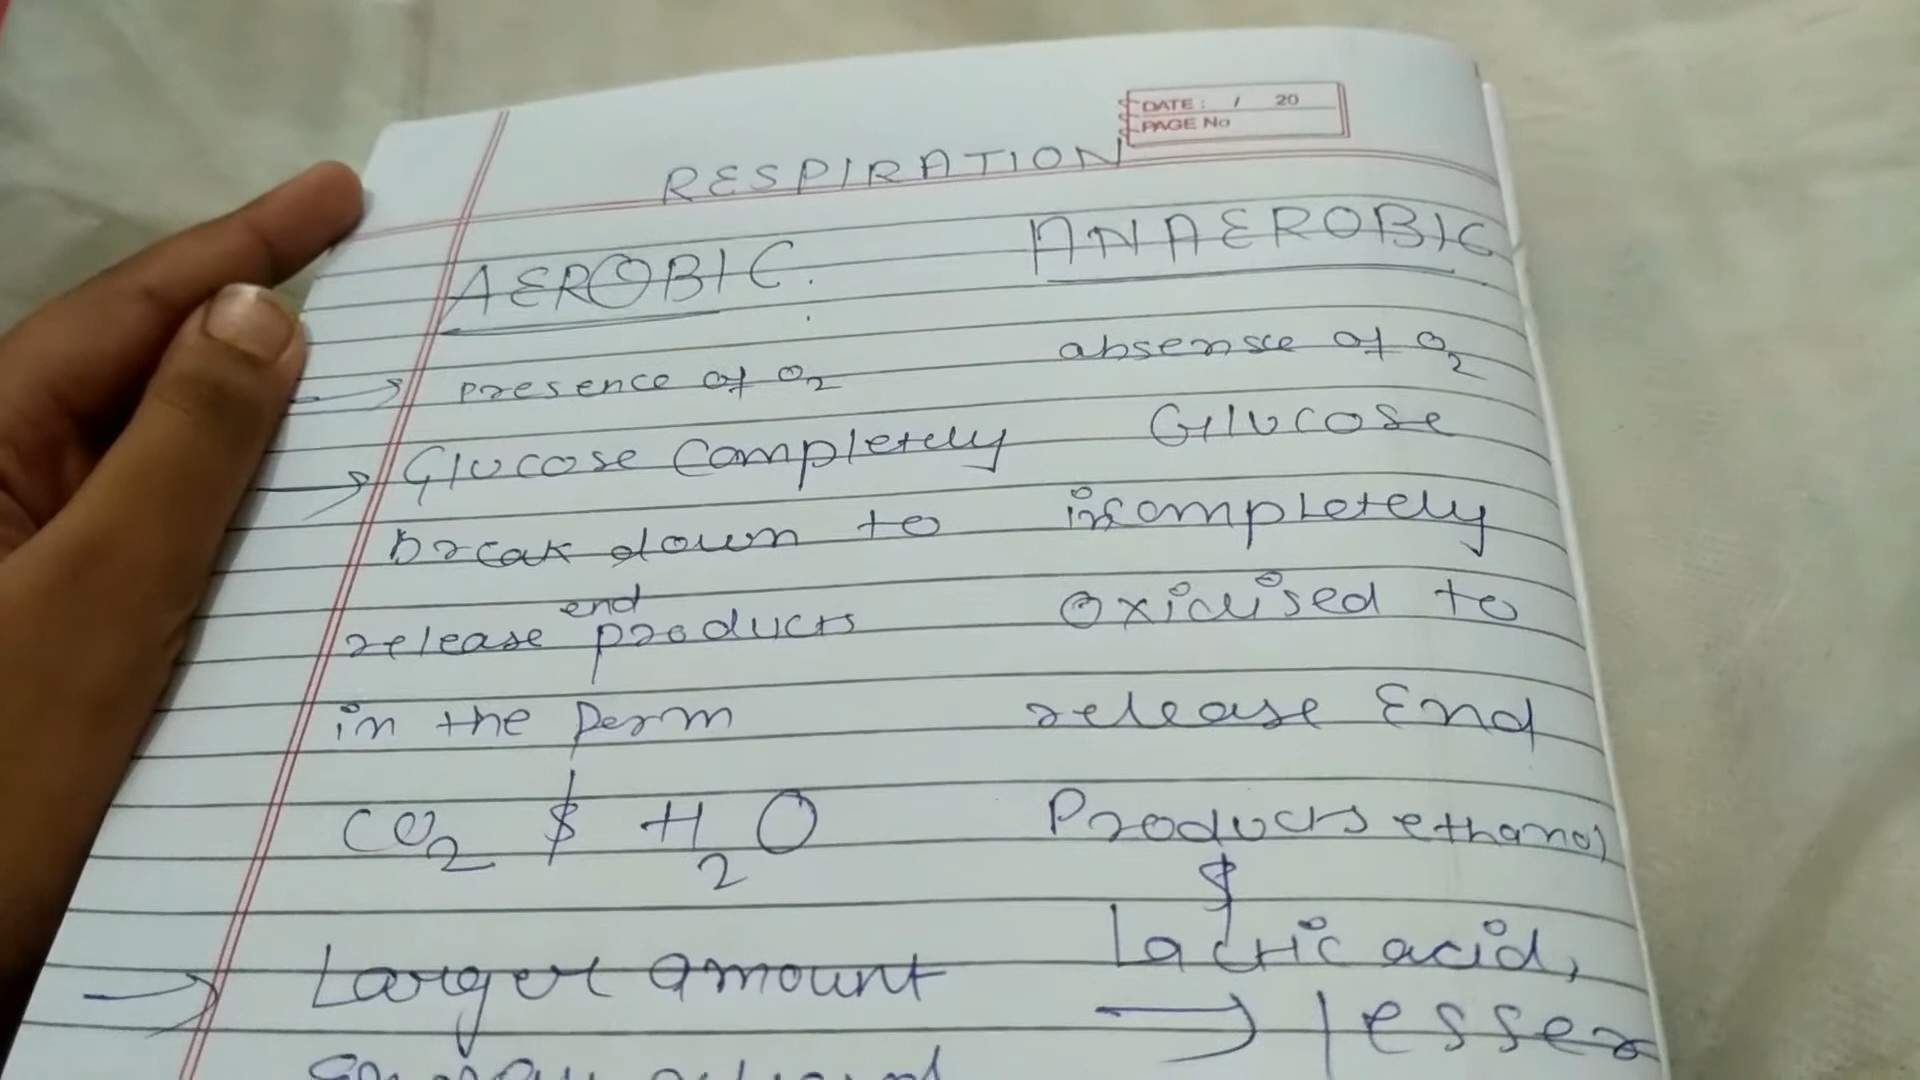 DATE: / 20
PAGE No
RESPIRATION
AEROBIC.
→ presence of O2
→ Glucose completely
break down to
end
release products
in the form
CO2 $ H2O
→ Larger amount
ANAEROBIC
absensce of O2
Glucose
incompletely
oxidised to
release End
Products ethanol
$
Lactic acid,
→ lesser